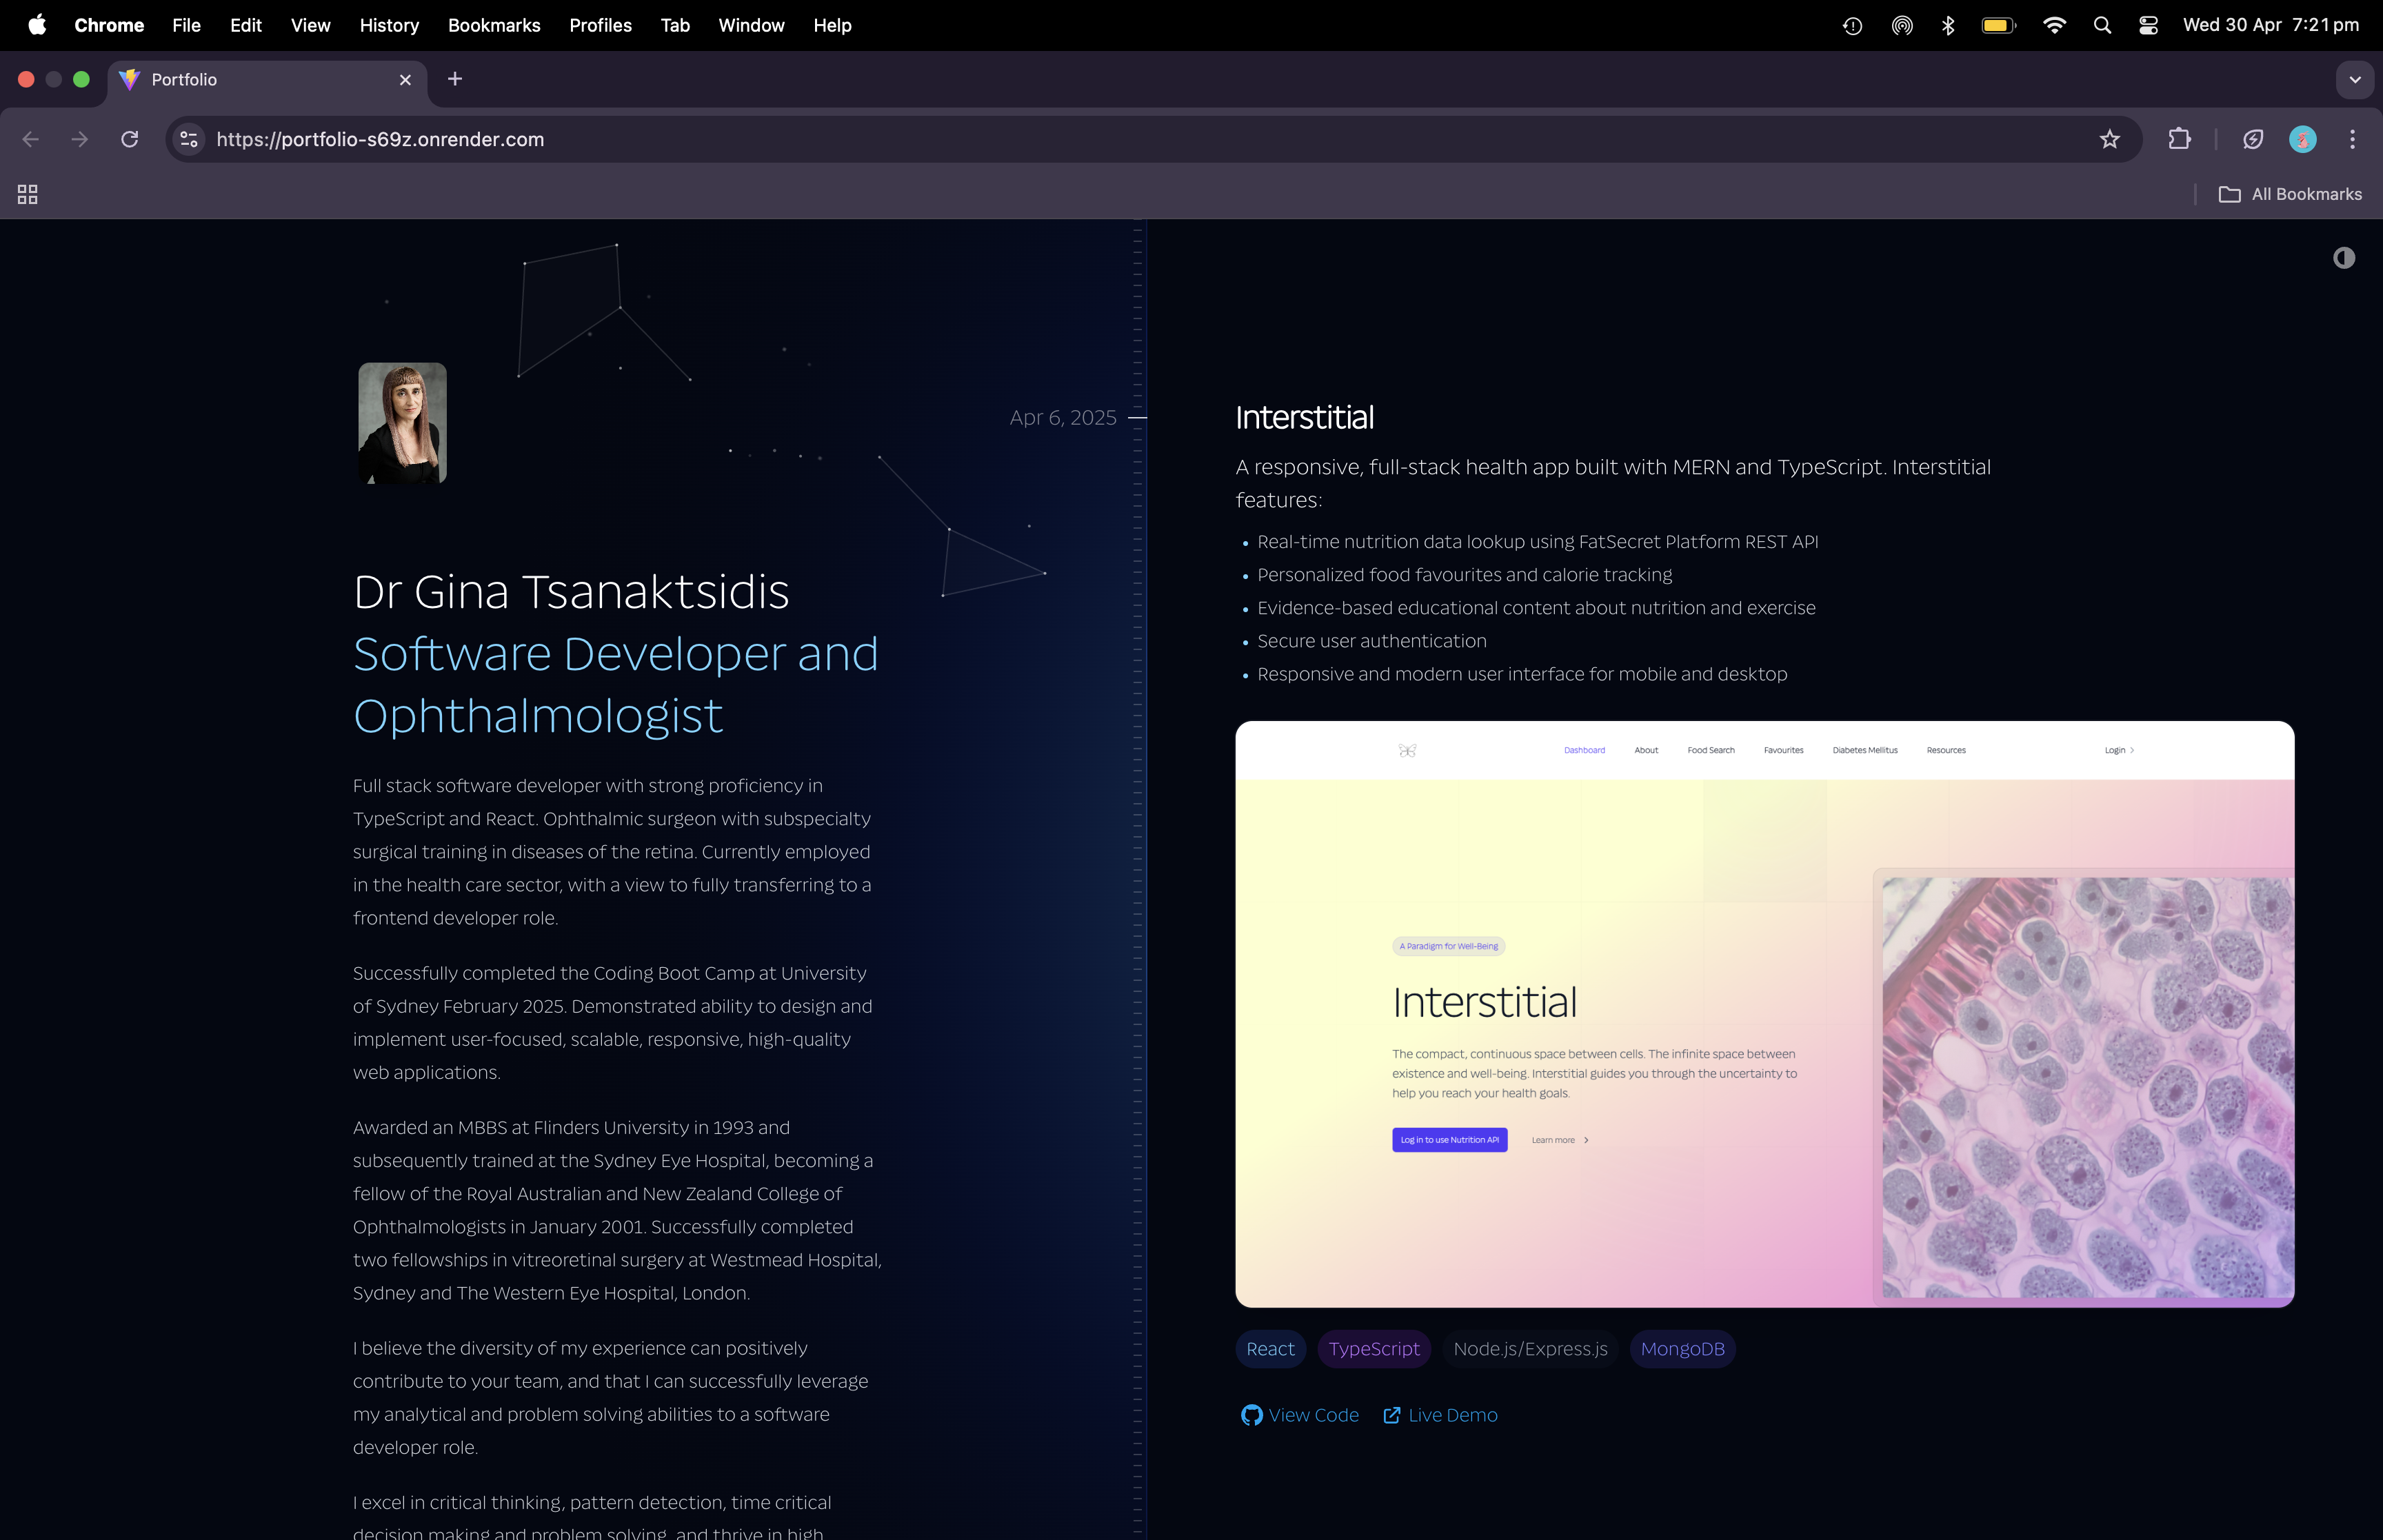 Chrome File Edit View History Bookmarks Profiles Tab Window Help
Wed 30 Apr 7:21 pm
Portfolio
https://portfolio-s69z.onrender.com
All Bookmarks
Dr Gina Tsanaktsidis
Software Developer and
Ophthalmologist
Full stack software developer with strong proficiency in
TypeScript and React. Ophthalmic surgeon with subspecialty
surgical training in diseases of the retina. Currently employed
in the health care sector, with a view to fully transferring to a
frontend developer role.
Successfully completed the Coding Boot Camp at University
of Sydney February 2025. Demonstrated ability to design and
implement user-focused, scalable, responsive, high-quality
web applications.
Awarded an MBBS at Flinders University in 1993 and
subsequently trained at the Sydney Eye Hospital, becoming a
fellow of the Royal Australian and New Zealand College of
Ophthalmologists in January 2001. Successfully completed
two fellowships in vitreoretinal surgery at Westmead Hospital,
Sydney and The Western Eye Hospital, London.
I believe the diversity of my experience can positively
contribute to your team, and that I can successfully leverage
my analytical and problem solving abilities to a software
developer role.
I excel in critical thinking, pattern detection, time critical
decision making and problem solving, and thrive in high
Apr 6, 2025
Interstitial
A responsive, full-stack health app built with MERN and TypeScript. Interstitial
features:
Real-time nutrition data lookup using FatSecret Platform REST API
Personalized food favourites and calorie tracking
Evidence-based educational content about nutrition and exercise
Secure user authentication
Responsive and modern user interface for mobile and desktop
Dashboard About Food Search Favourites Diabetes Mellitus Resources Login
A Paradigm for Well-Being
Interstitial
The compact, continuous space between cells. The infinite space between
existence and well-being. Interstitial guides you through the uncertainty to
help you reach your health goals.
Log in to use Nutrition API Learn more
React TypeScript Node.js/Express.js MongoDB
View Code Live Demo